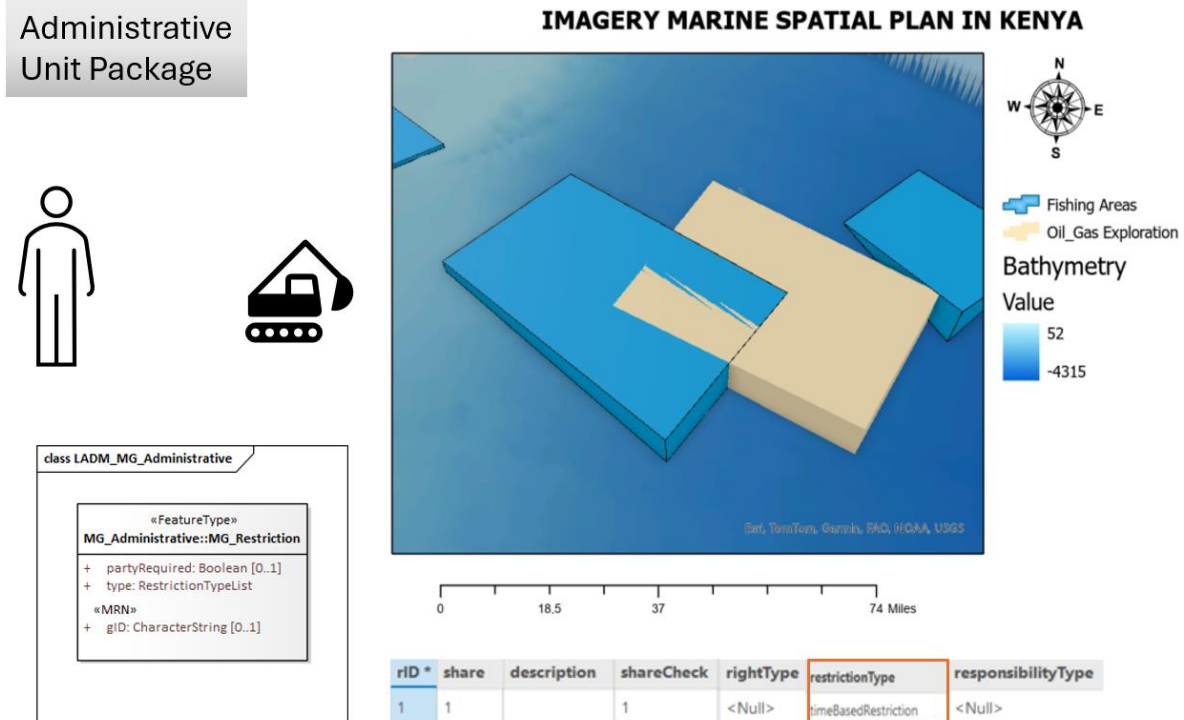 Administrative
Unit Package
IMAGERY MARINE SPATIAL PLAN IN KENYA
N
W
E
S
Fishing Areas
Oil_Gas Exploration
Bathymetry
Value
52
-4315
Esri, TomTom, Garmin, FAO, NOAA, USGS
0 18,5 37 74 Miles
class LADM_MG_Administrative
«FeatureType»
MG_Administrative::MG_Restriction
+ partyRequired: Boolean [0..1]
+ type: RestrictionTypeList
«MRN»
+ gID: CharacterString [0..1]
rID * share description shareCheck rightType restrictionType responsibilityType
1 1 1 <Null> timeBasedRestriction <Null>